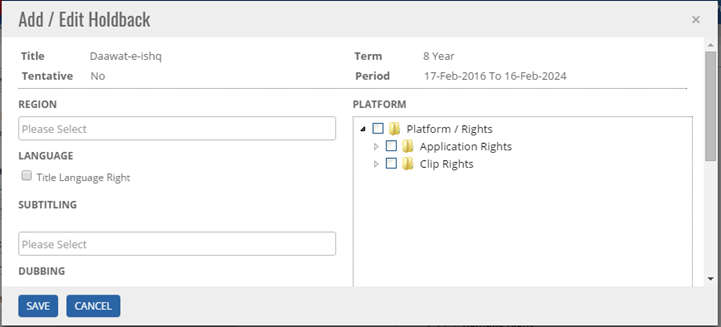 Add / Edit Holdback
×
Title Daawat-e-ishq Term 8 Year
Tentative No Period 17-Feb-2016 To 16-Feb-2024
REGION
Please Select
LANGUAGE
Title Language Right
SUBTITLING
Please Select
DUBBING
PLATFORM
Platform / Rights
Application Rights
Clip Rights
SAVE CANCEL